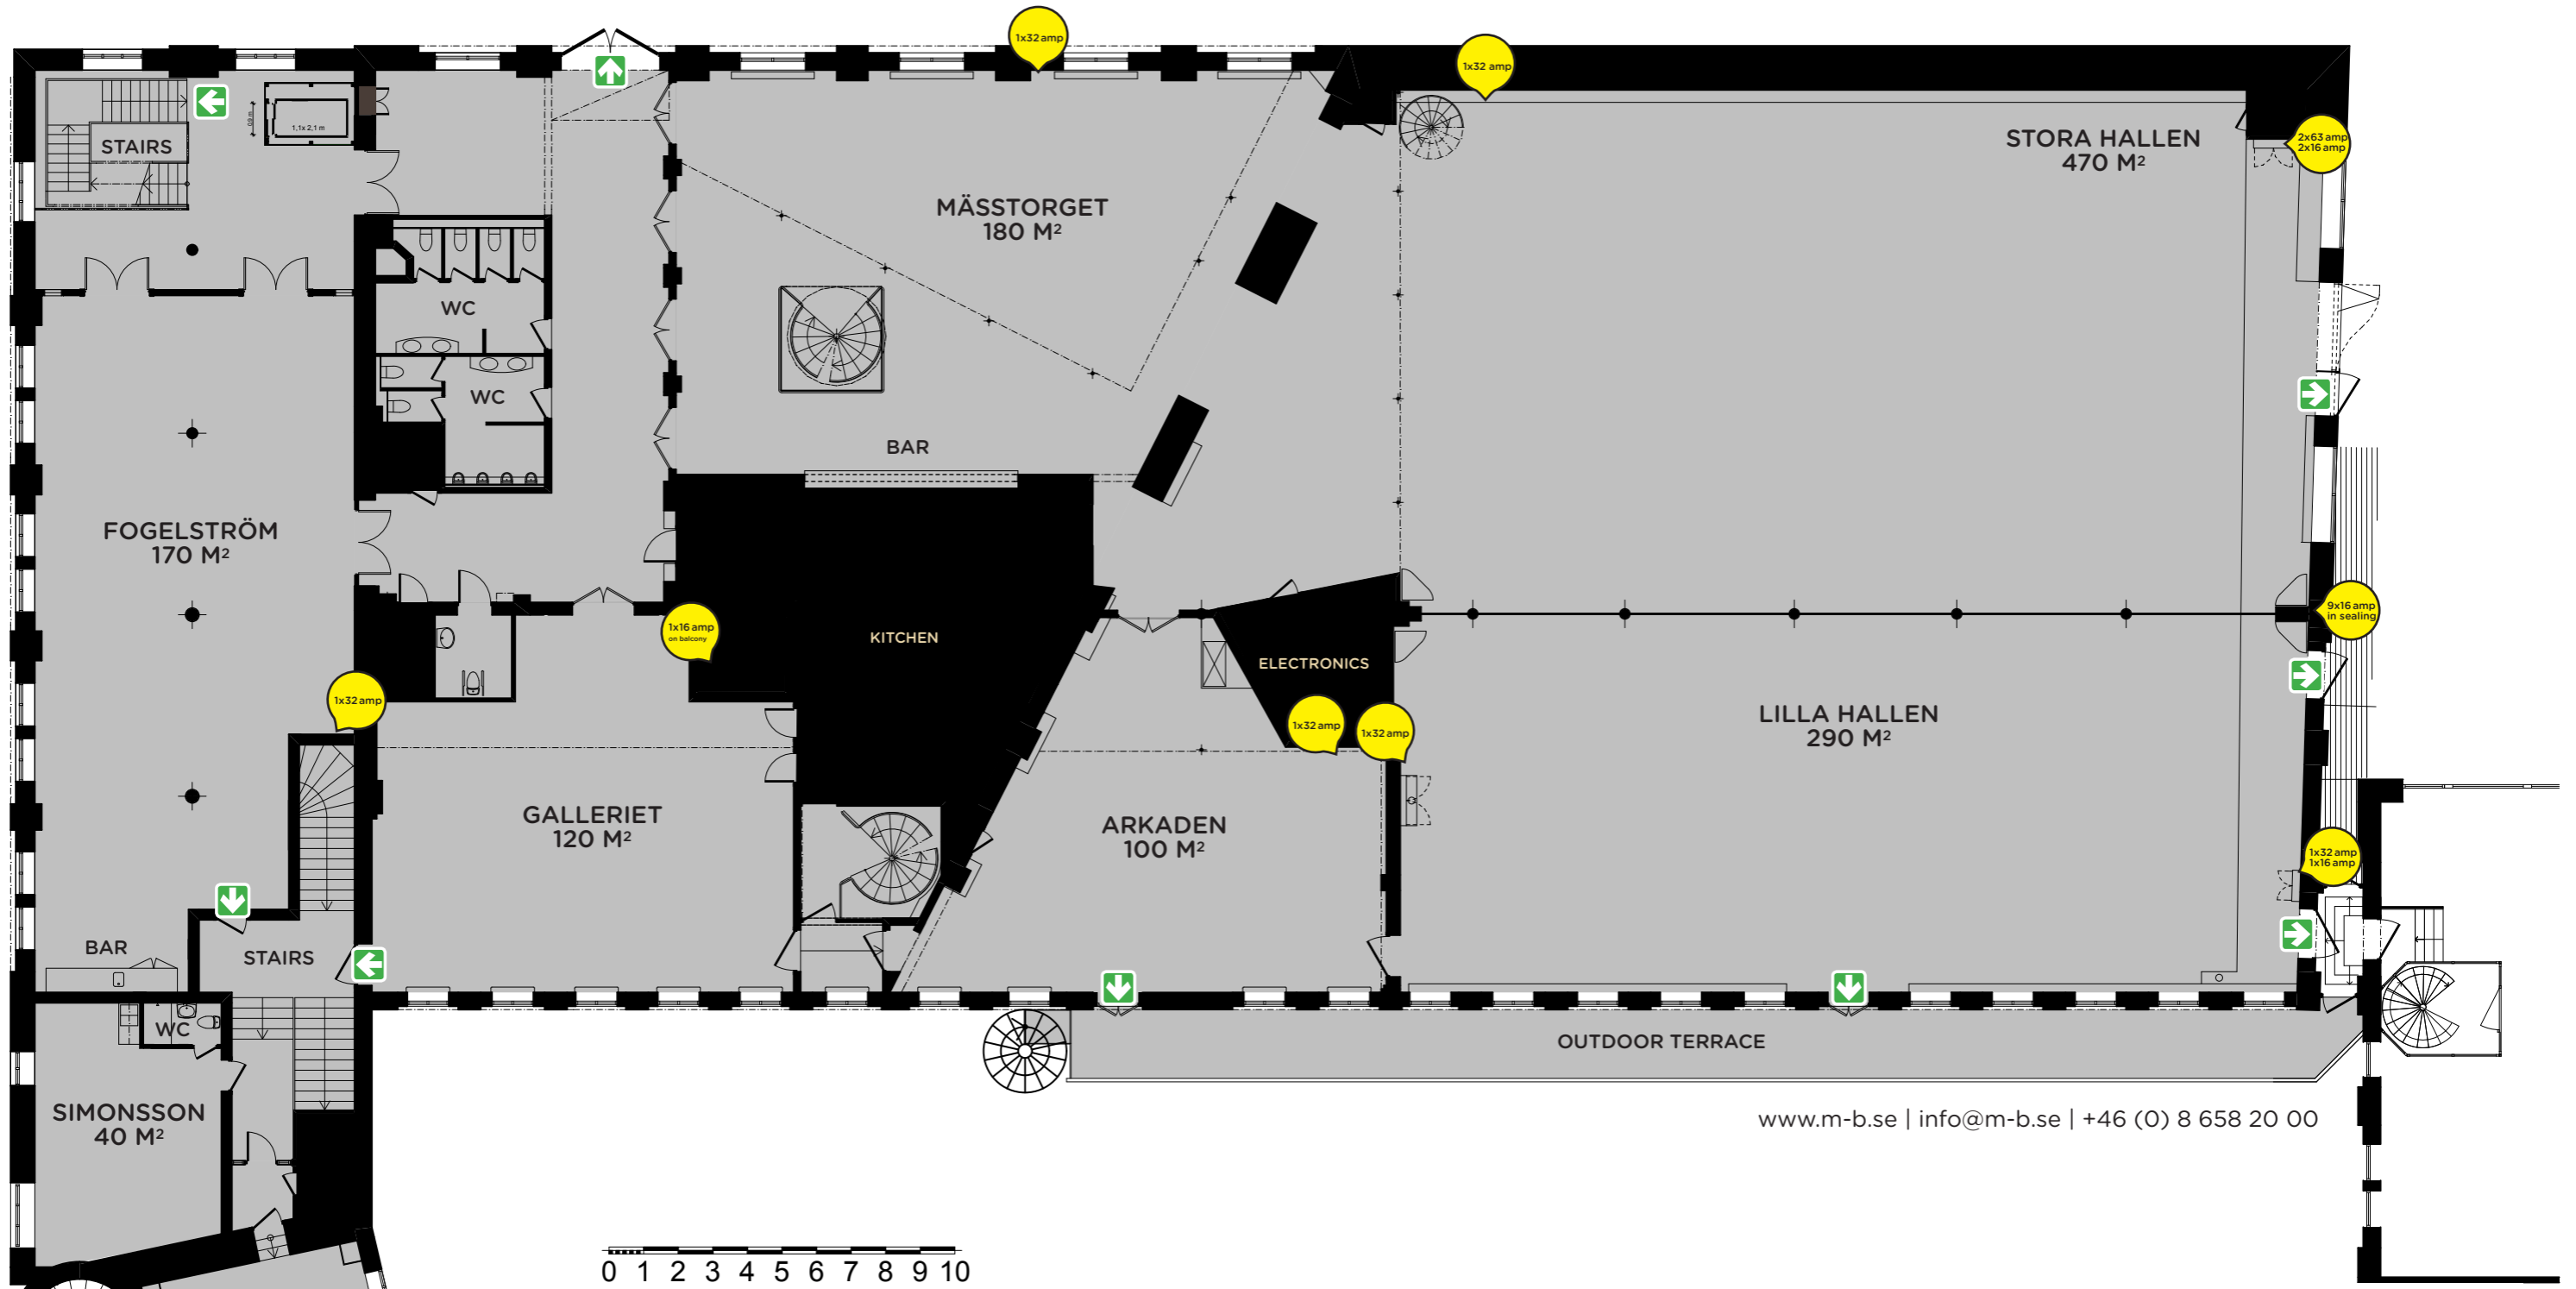 1x32 amp
1x32 amp
STORA HALLEN
470 M²
2x63 amp
2x16 amp
0,9 m
1,1x 2,1 m
STAIRS
MÄSSTORGET
180 M²
WC
WC
BAR
FOGELSTRÖM
170 M²
1x16 amp
on balcony
KITCHEN
ELECTRONICS
9x16 amp
in sealing
1x32 amp
1x32 amp
1x32 amp
LILLA HALLEN
290 M²
GALLERIET
120 M²
ARKADEN
100 M²
1x32 amp
1x16 amp
BAR
STAIRS
WC
OUTDOOR TERRACE
SIMONSSON
40 M²
www.m-b.se | info@m-b.se | +46 (0) 8 658 20 00
0 1 2 3 4 5 6 7 8 9 10